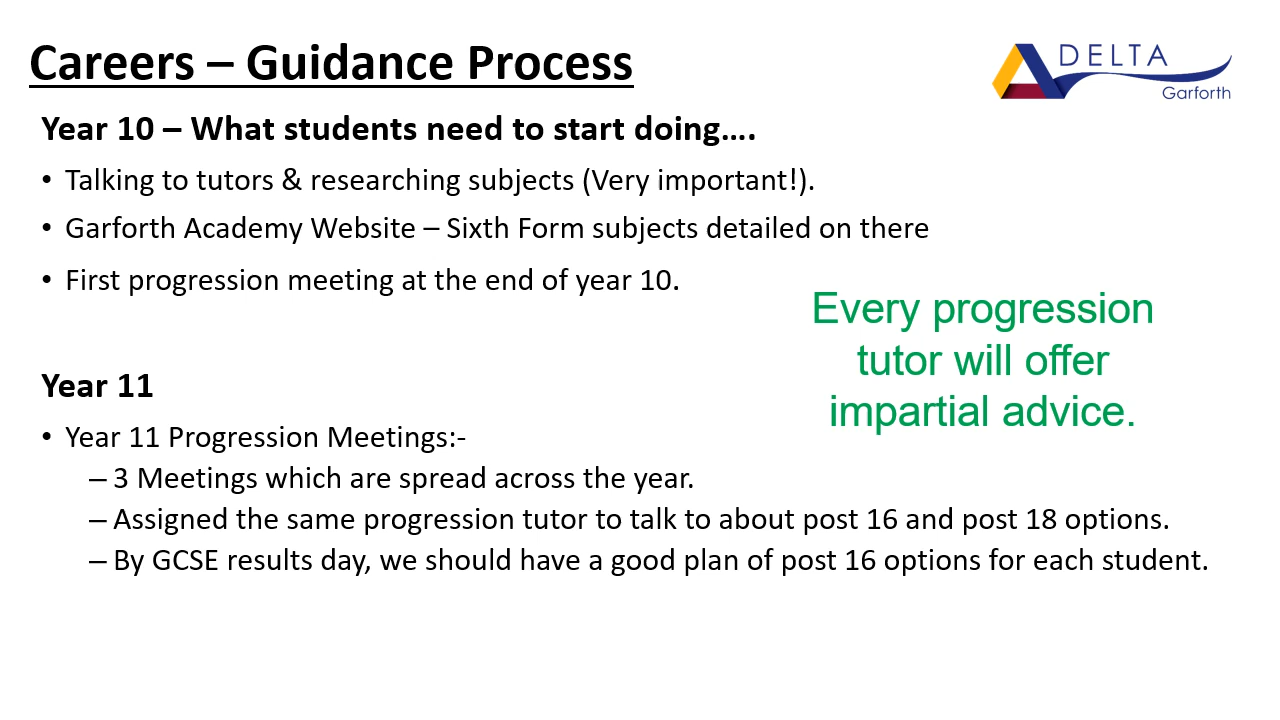 Careers – Guidance Process
DELTA
Garforth
Year 10 – What students need to start doing….
• Talking to tutors & researching subjects (Very important!).
• Garforth Academy Website – Sixth Form subjects detailed on there
• First progression meeting at the end of year 10.
Every progression
tutor will offer
impartial advice.
Year 11
• Year 11 Progression Meetings:-
– 3 Meetings which are spread across the year.
– Assigned the same progression tutor to talk to about post 16 and post 18 options.
– By GCSE results day, we should have a good plan of post 16 options for each student.